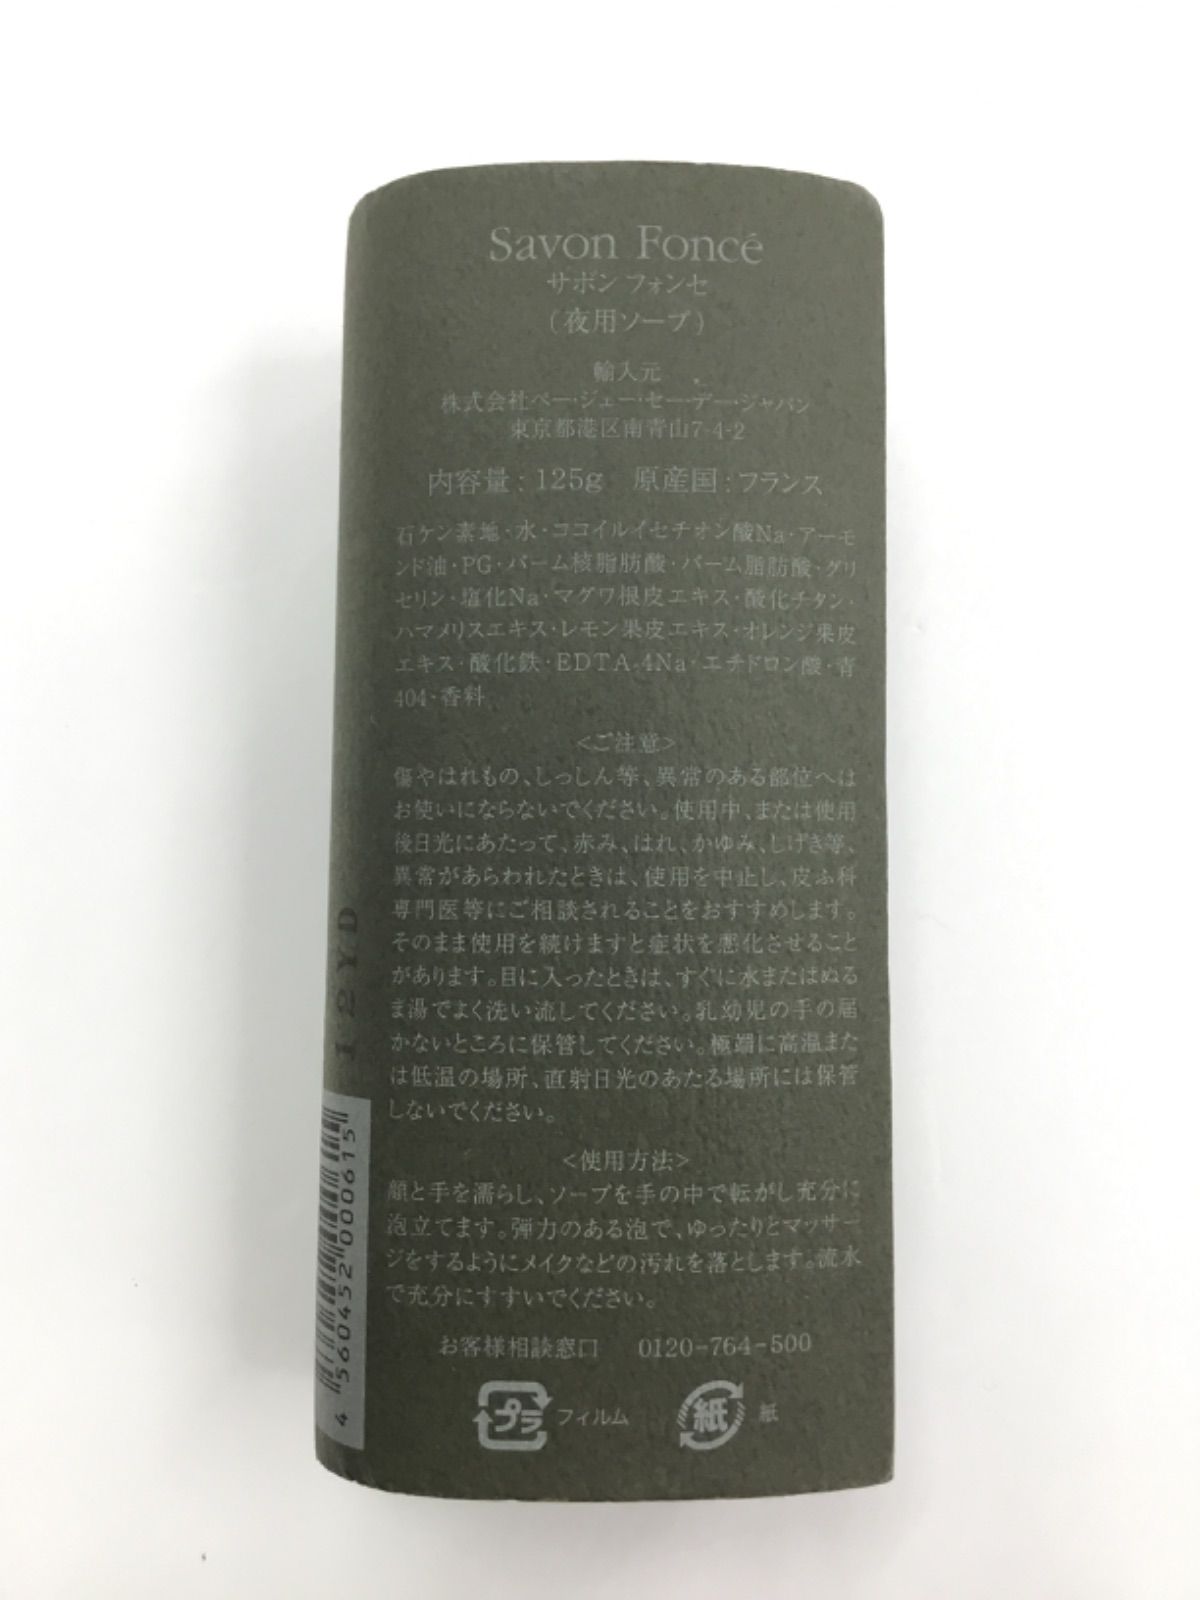 Savon Foncé
サボン フォンセ
(夜用ソープ)
輸入元
株式会社ベー・ジェー・セー・デー・ジャパン
東京都港区南青山7-4-2
内容量：125g　原産国：フランス
石ケン素地・水・ココイルイセチオン酸Na・アーモ
ンド油・PG・パーム核脂肪酸・パーム脂肪酸・グリ
セリン・塩化Na・マグワ根皮エキス・酸化チタン・
ハマメリスエキス・レモン果皮エキス・オレンジ果皮
エキス・酸化鉄・EDTA-4Na・エチドロン酸・青
404・香料
<ご注意>
傷やはれもの、しっしん等、異常のある部位へは
お使いにならないでください。使用中、または使用
後日光にあたって、赤み、はれ、かゆみ、しげき等、
異常があらわれたときは、使用を中止し、皮ふ科
専門医等にご相談されることをおすすめします。
そのまま使用を続けますと症状を悪化させること
があります。目に入ったときは、すぐに水またはぬる
ま湯でよく洗い流してください。乳幼児の手の届
かないところに保管してください。極端に高温また
は低温の場所、直射日光のあたる場所には保管
しないでください。
<使用方法>
顔と手を濡らし、ソープを手の中で転がし充分に
泡立てます。弾力のある泡で、ゆったりとマッサー
ジをするようにメイクなどの汚れを落とします。流水
で充分にすすいでください。
お客様相談窓口　0120-764-500
プラ フィルム 紙 紙
12YD
4 560452 000615